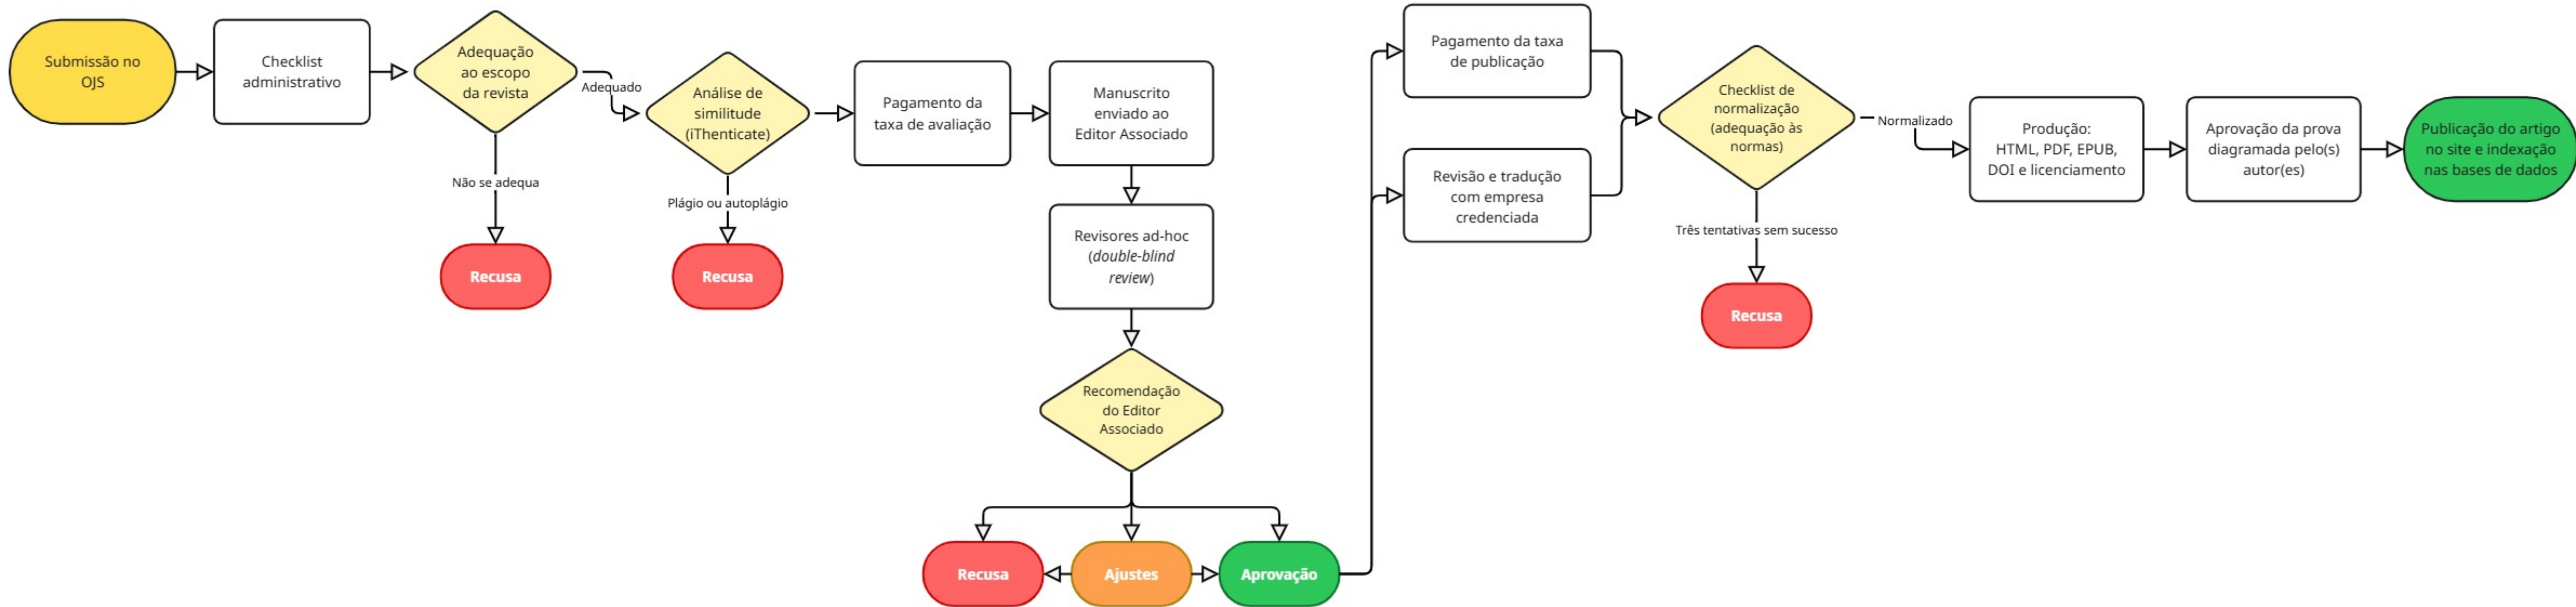 Submissão no
OJS
Checklist
administrativo
Adequação
ao escopo
da revista
Adequado
Não se adequa
Recusa
Análise de
similitude
(iThenticate)
Plágio ou autoplágio
Recusa
Pagamento da
taxa de avaliação
Manuscrito
enviado ao
Editor Associado
Revisores ad-hoc
(double-blind
review)
Recomendação
do Editor
Associado
Recusa
Ajustes
Aprovação
Pagamento da taxa
de publicação
Revisão e tradução
com empresa
credenciada
Checklist de
normalização
(adequação às
normas)
Normalizado
Três tentativas sem sucesso
Recusa
Produção:
HTML, PDF, EPUB,
DOI e licenciamento
Aprovação da prova
diagramada pelo(s)
autor(es)
Publicação do artigo
no site e indexação
nas bases de dados